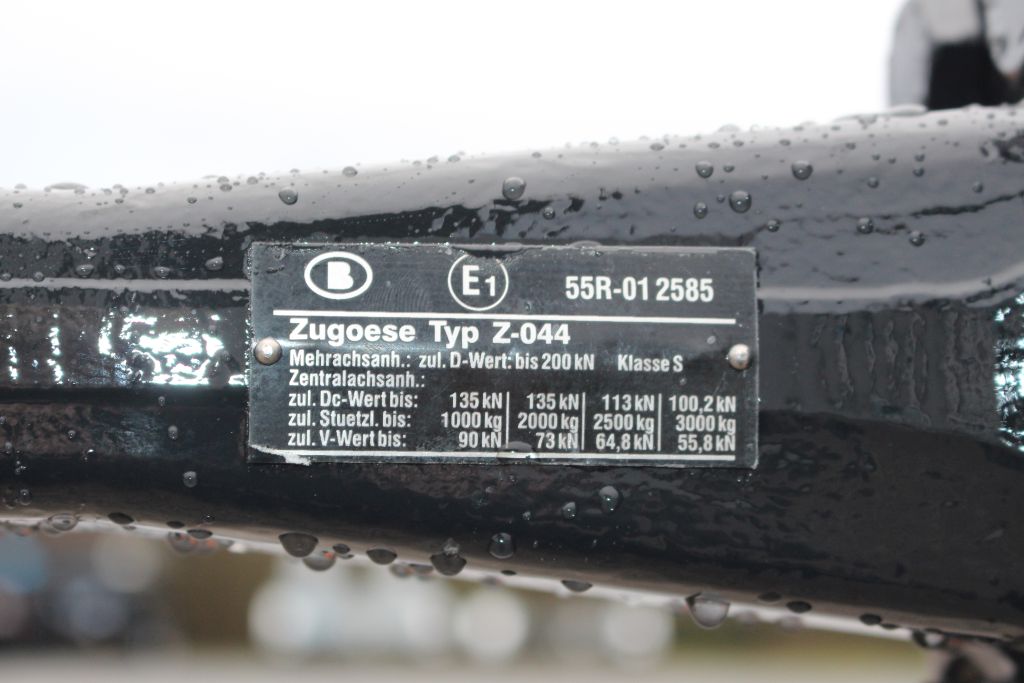 B E1 55R-01 2585
Zugoese Typ Z-044
Mehrachsanh.: zul. D-Wert: bis 200 kN Klasse S
Zentralachsanh.:
zul. Dc-Wert bis: 135 kN 135 kN 113 kN 100,2 kN
zul. Stuetzl. bis: 1000 kg 2000 kg 2500 kg 3000 kg
zul. V-Wert bis: 90 kN 73 kN 64,8 kN 55,8 kN